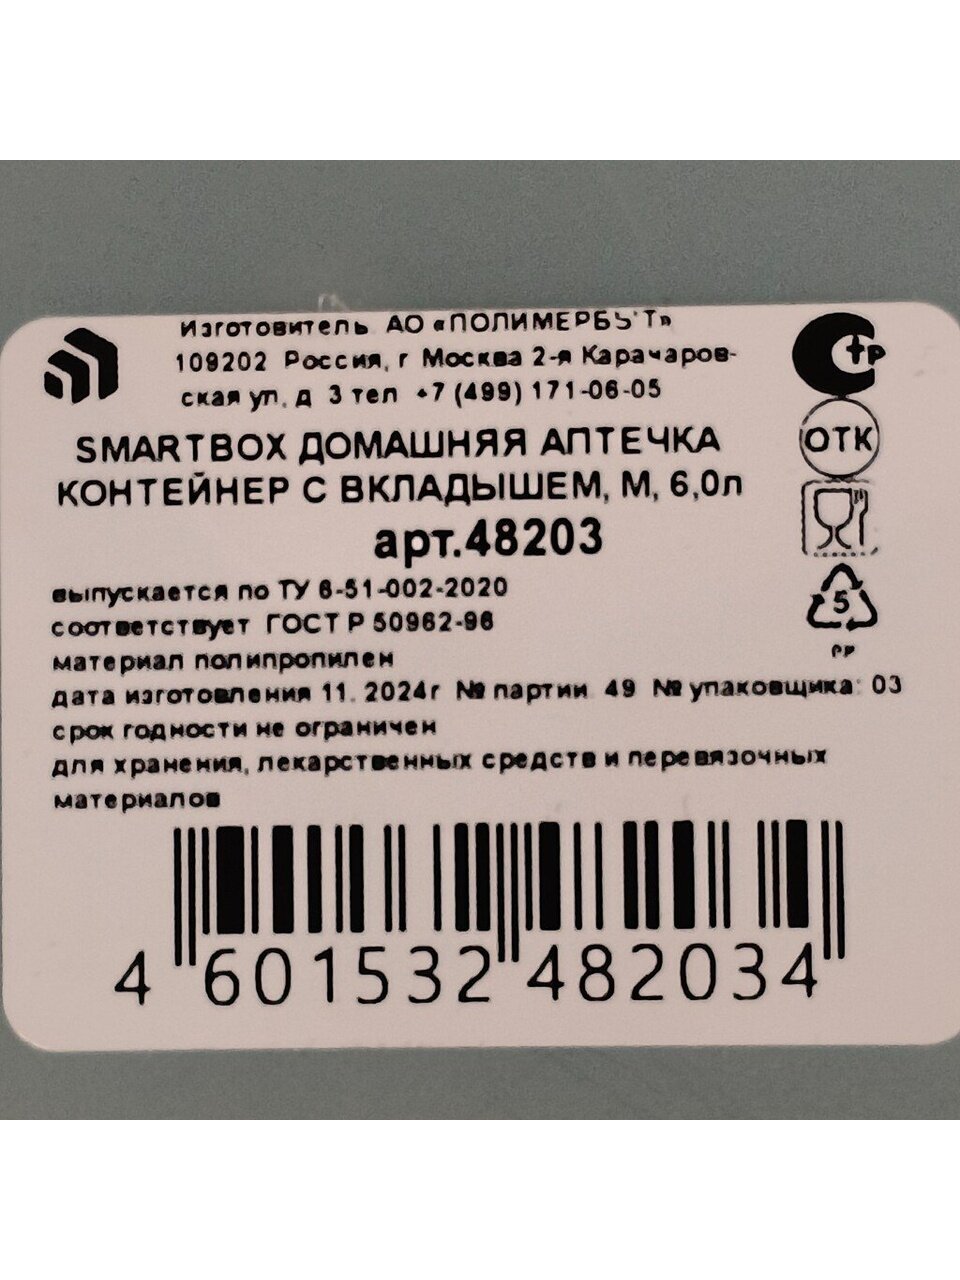 Изготовитель АО «ПОЛИМЕРБЫТ»
109202 Россия, г Москва 2-я Карачаров-
ская ул, д 3 тел +7 (499) 171-06-05
SMARTBOX ДОМАШНЯЯ АПТЕЧКА
КОНТЕЙНЕР С ВКЛАДЫШЕМ, М, 6,0л
арт.48203
выпускается по ТУ 6-51-002-2020
соответствует ГОСТ Р 50962-96
материал полипропилен
дата изготовления 11. 2024г № партии 49 № упаковщика: 03
срок годности не ограничен
для хранения, лекарственных средств и перевязочных
материалов
тр
ОТК
5
PP
4 601532 482034